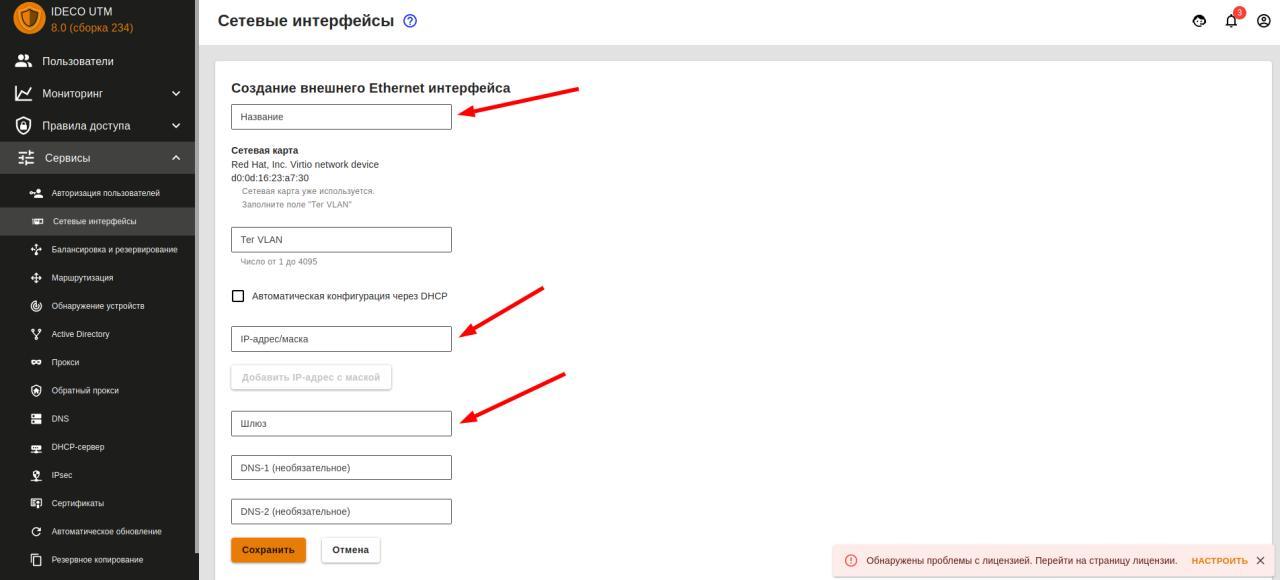 IDECO UTM
8.0 (сборка 234)
Пользователи
Мониторинг
Правила доступа
Сервисы
Авторизация пользователей
Сетевые интерфейсы
Балансировка и резервирование
Маршрутизация
Обнаружение устройств
Active Directory
Прокси
Обратный прокси
DNS
DHCP-сервер
IPsec
Сертификаты
Автоматическое обновление
Резервное копирование
Сетевые интерфейсы
3
Создание внешнего Ethernet интерфейса
Название
Сетевая карта
Red Hat, Inc. Virtio network device
d0:0d:16:23:a7:30
Сетевая карта уже используется.
Заполните поле "Тег VLAN"
Тег VLAN
Число от 1 до 4095
Автоматическая конфигурация через DHCP
IP-адрес/маска
Добавить IP-адрес с маской
Шлюз
DNS-1 (необязательное)
DNS-2 (необязательное)
Сохранить
Отмена
Обнаружены проблемы с лицензией. Перейти на страницу лицензии.
НАСТРОИТЬ